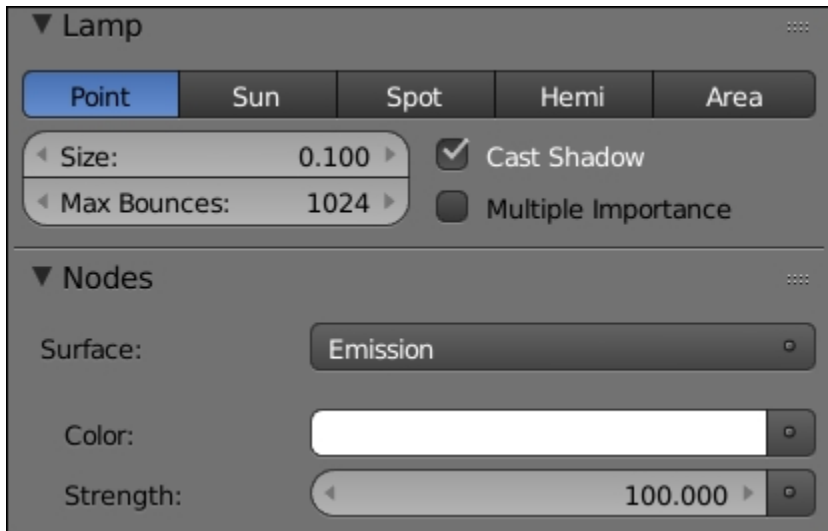 Lamp
Point Sun Spot Hemi Area
Size: 0.100 Cast Shadow
Max Bounces: 1024 Multiple Importance
Nodes
Surface: Emission
Color:
Strength: 100.000